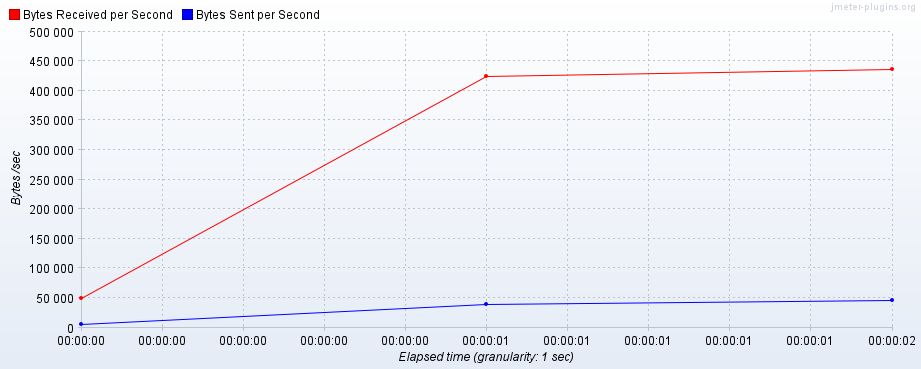 jmeter-plugins.org
Bytes Received per Second Bytes Sent per Second
500 000
450 000
400 000
350 000
300 000
250 000
200 000
150 000
100 000
50 000
0
Bytes /sec
00:00:00 00:00:00 00:00:00 00:00:00 00:00:00 00:00:01 00:00:01 00:00:01 00:00:01 00:00:01 00:00:02
Elapsed time (granularity: 1 sec)